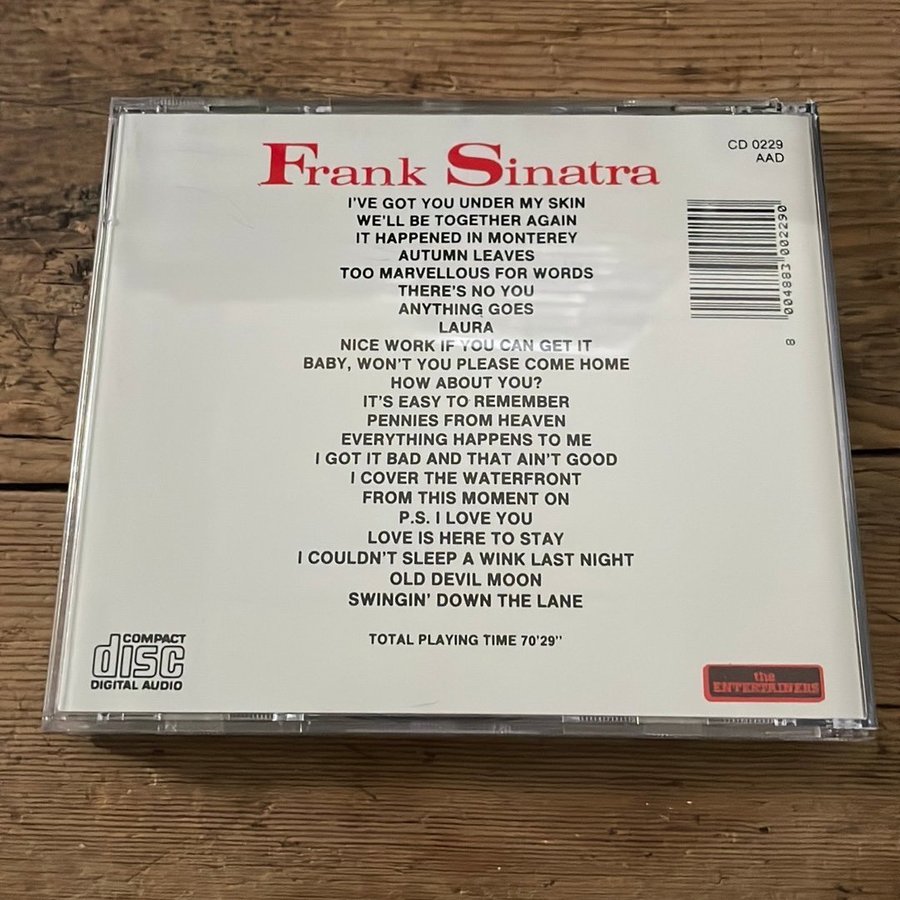 Frank Sinatra
CD 0229
AAD
I'VE GOT YOU UNDER MY SKIN
WE'LL BE TOGETHER AGAIN
IT HAPPENED IN MONTEREY
AUTUMN LEAVES
TOO MARVELLOUS FOR WORDS
THERE'S NO YOU
ANYTHING GOES
LAURA
NICE WORK IF YOU CAN GET IT
BABY, WON'T YOU PLEASE COME HOME
HOW ABOUT YOU?
IT'S EASY TO REMEMBER
PENNIES FROM HEAVEN
EVERYTHING HAPPENS TO ME
I GOT IT BAD AND THAT AIN'T GOOD
I COVER THE WATERFRONT
FROM THIS MOMENT ON
P.S. I LOVE YOU
LOVE IS HERE TO STAY
I COULDN'T SLEEP A WINK LAST NIGHT
OLD DEVIL MOON
SWINGIN' DOWN THE LANE
TOTAL PLAYING TIME 70'29"
004883 002290
8
COMPACT
disc
DIGITAL AUDIO
the
ENTERTAINERS